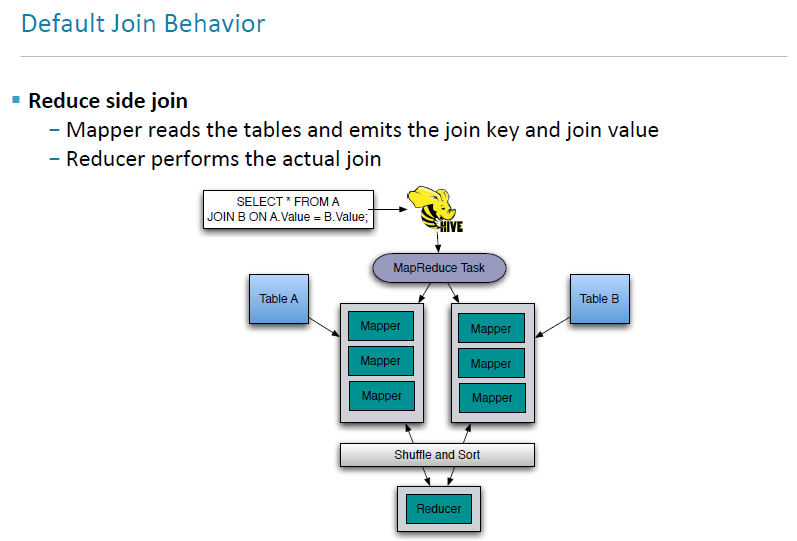 Default Join Behavior
▪ Reduce side join
– Mapper reads the tables and emits the join key and join value
– Reducer performs the actual join
SELECT * FROM A
JOIN B ON A.Value = B.Value;
HIVE
MapReduce Task
Table A
Table B
Mapper
Mapper
Mapper
Mapper
Mapper
Mapper
Shuffle and Sort
Reducer